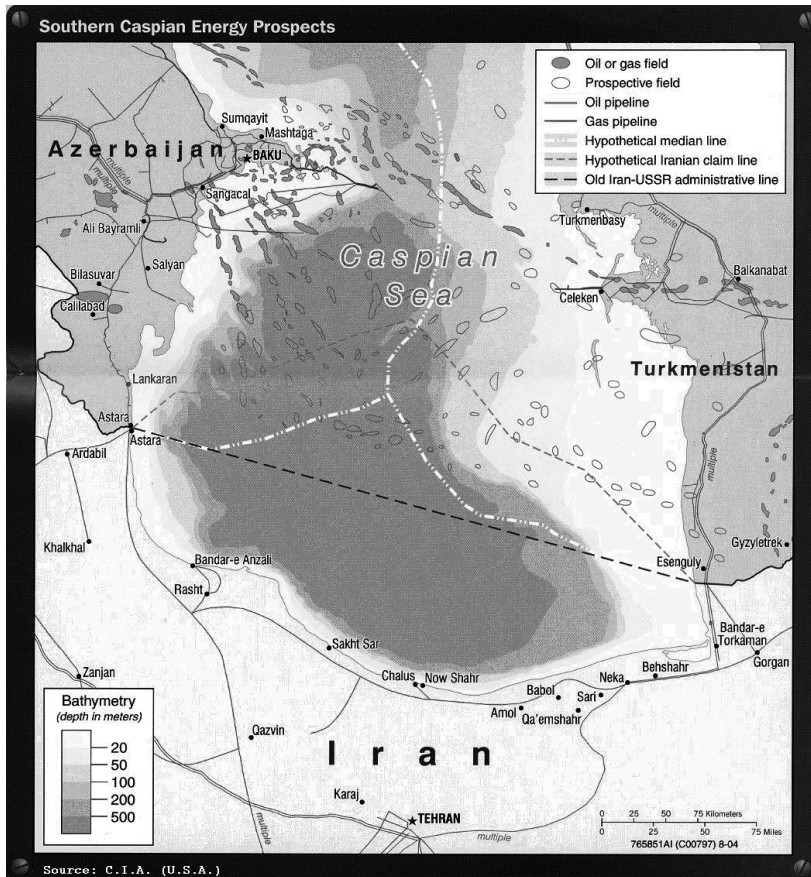 Southern Caspian Energy Prospects
Oil or gas field
Prospective field
Oil pipeline
Gas pipeline
Hypothetical median line
Hypothetical Iranian claim line
Old Iran-USSR administrative line
Sumqayit
Mashtaga
Azerbaijan
BAKU
multiple
multiple
Sangacal
Turkmenbasy
multiple
Ali Bayramli
Caspian
Sea
Salyan
Bilasuvar
Balkanabat
Celeken
Calilabad
Turkmenistan
Lankaran
Astara
Astara
Ardabil
multiple
Khalkhal
Gyzyletrek
Esenguly
Bandar-e Anzali
Rasht
Bandar-e
Torkaman
Sakht Sar
Gorgan
Zanjan
Chalus
Now Shahr
Neka
Behshahr
Babol
Sari
Amol
Qa'emshahr
Bathymetry
(depth in meters)
20
50
100
200
500
Qazvin
Iran
Karaj
TEHRAN
multiple
multiple
0 25 50 75 Kilometers
0 25 50 75 Miles
765851AI (C00797) 8-04
Source: C.I.A. (U.S.A.)